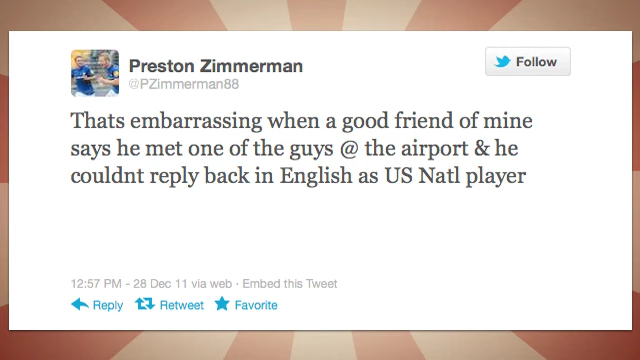 Preston Zimmerman
@PZimmerman88
Follow
Thats embarrassing when a good friend of mine
says he met one of the guys @ the airport & he
couldnt reply back in English as US Natl player
12:57 PM - 28 Dec 11 via web · Embed this Tweet
Reply Retweet Favorite